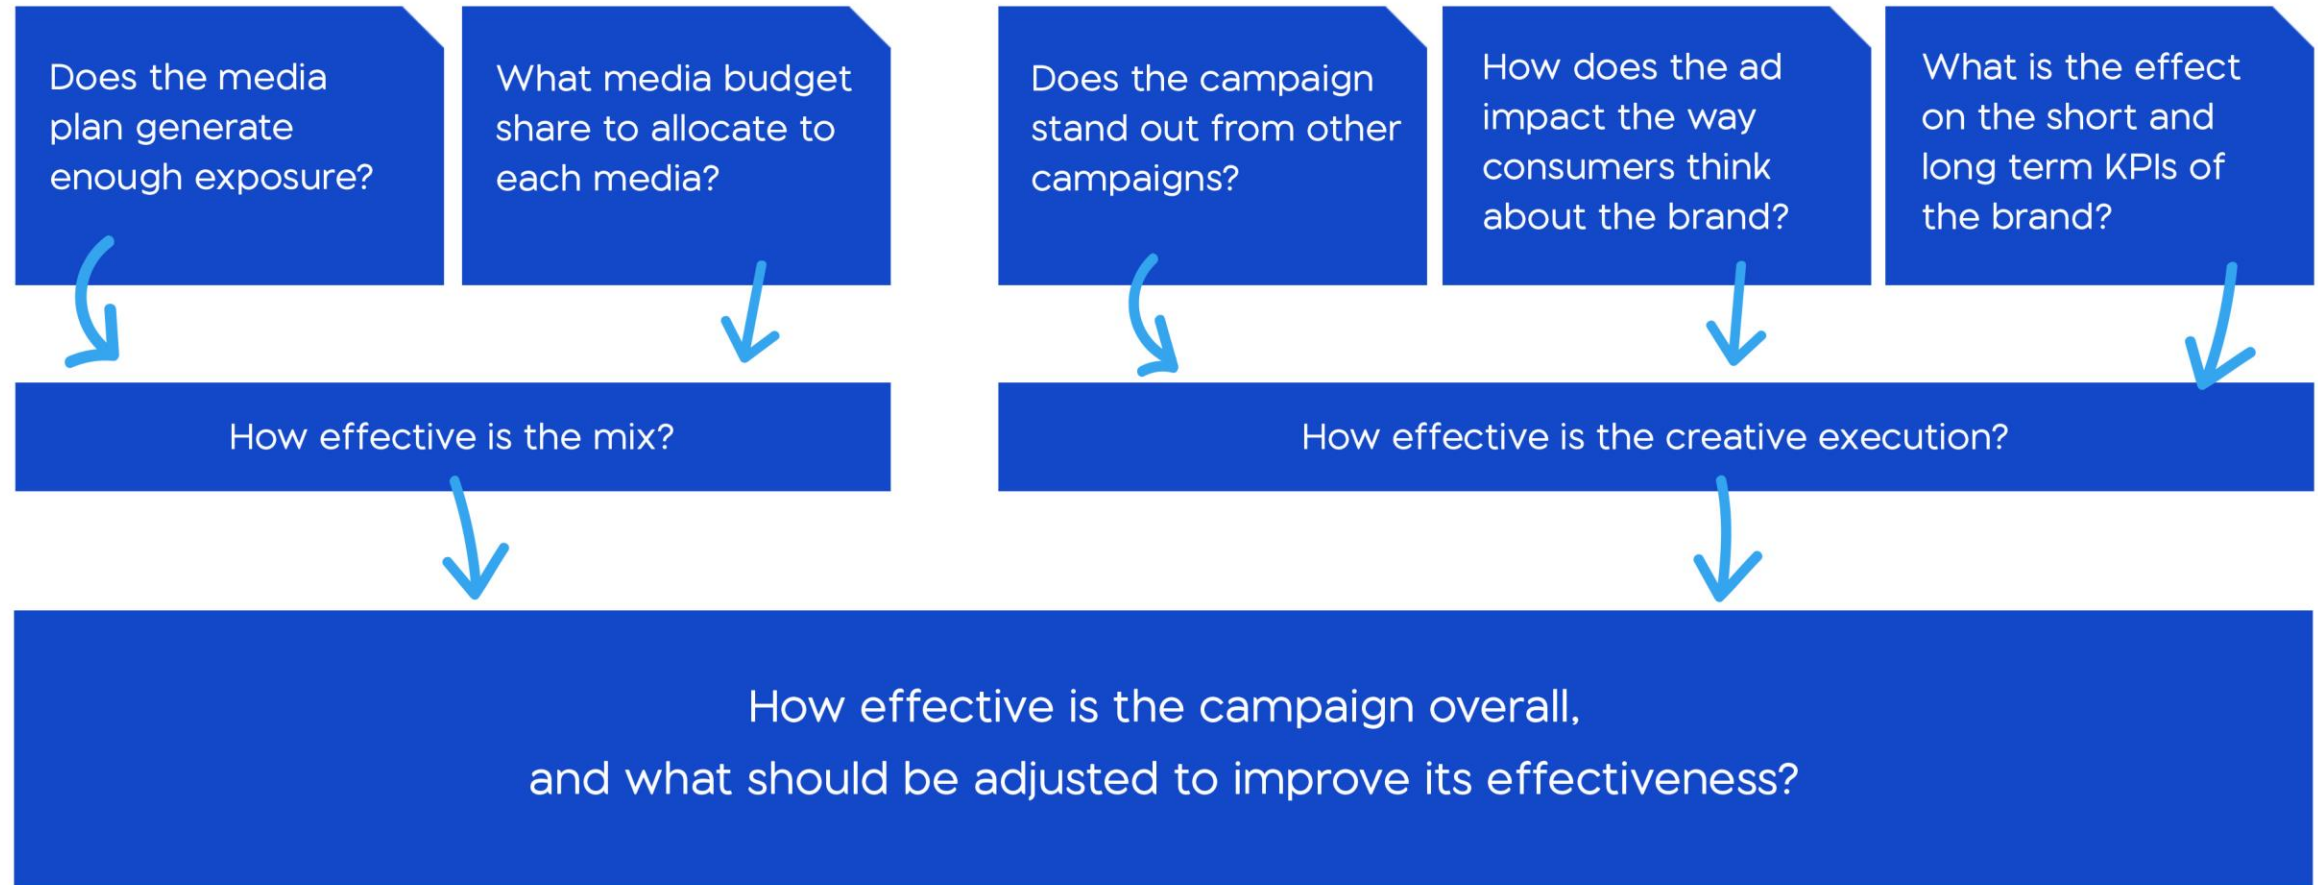 Does the media
plan generate
enough exposure?
What media budget
share to allocate to
each media?
Does the campaign
stand out from other
campaigns?
How does the ad
impact the way
consumers think
about the brand?
What is the effect
on the short and
long term KPIs of
the brand?
How effective is the mix?
How effective is the creative execution?
How effective is the campaign overall,
and what should be adjusted to improve its effectiveness?